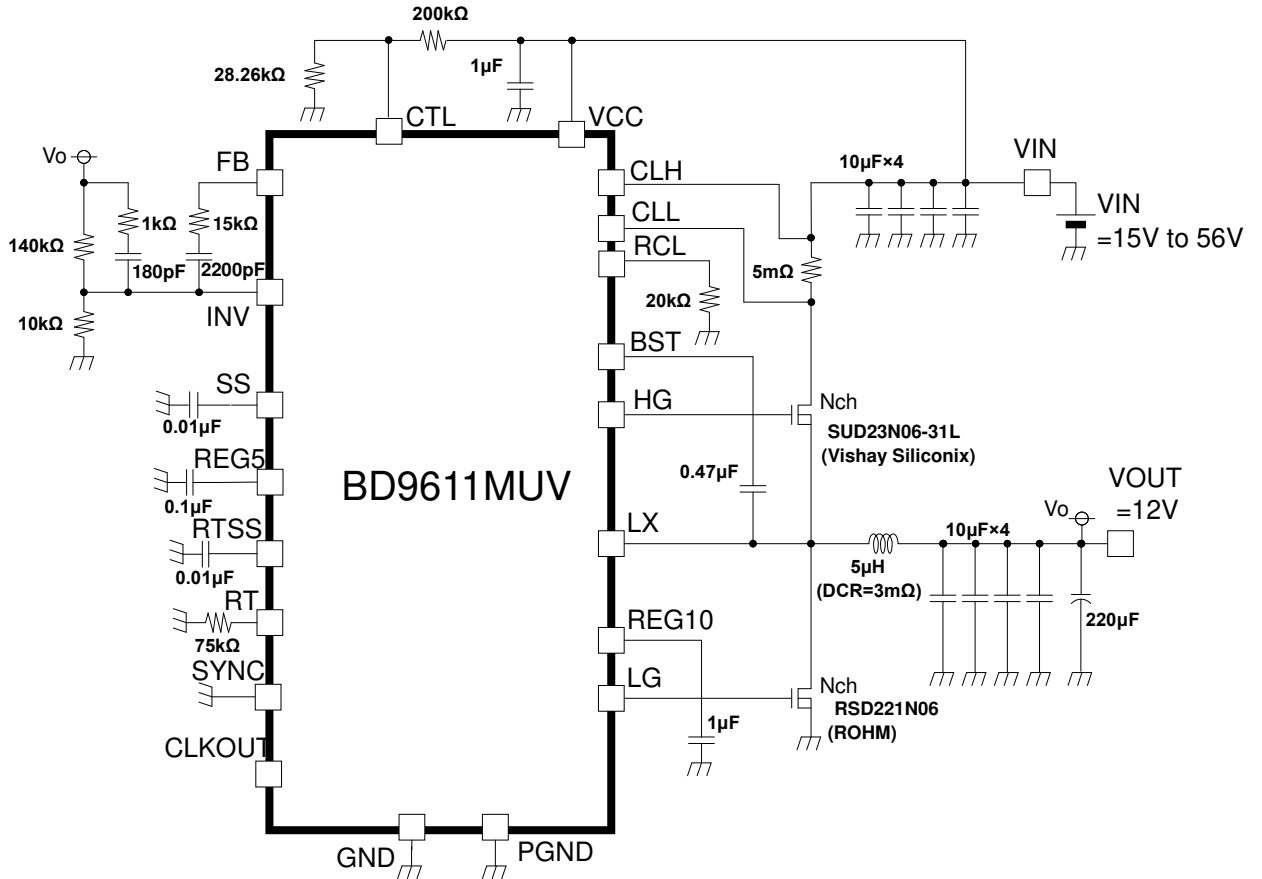 200kΩ
28.26kΩ
1µF
CTL
VCC
Vo
FB
CLH
10µF×4
VIN
1kΩ
15kΩ
CLL
VIN
=15V to 56V
140kΩ
RCL
180pF
2200pF
5mΩ
20kΩ
10kΩ
INV
BST
SS
HG
Nch
0.01µF
SUD23N06-31L
(Vishay Siliconix)
REG5
BD9611MUV
0.47µF
VOUT
=12V
0.1µF
Vo
RTSS
LX
10µF×4
0.01µF
5µH
(DCR=3mΩ)
RT
REG10
220µF
75kΩ
SYNC
LG
Nch
RSD221N06
(ROHM)
1µF
CLKOUT
GND
PGND